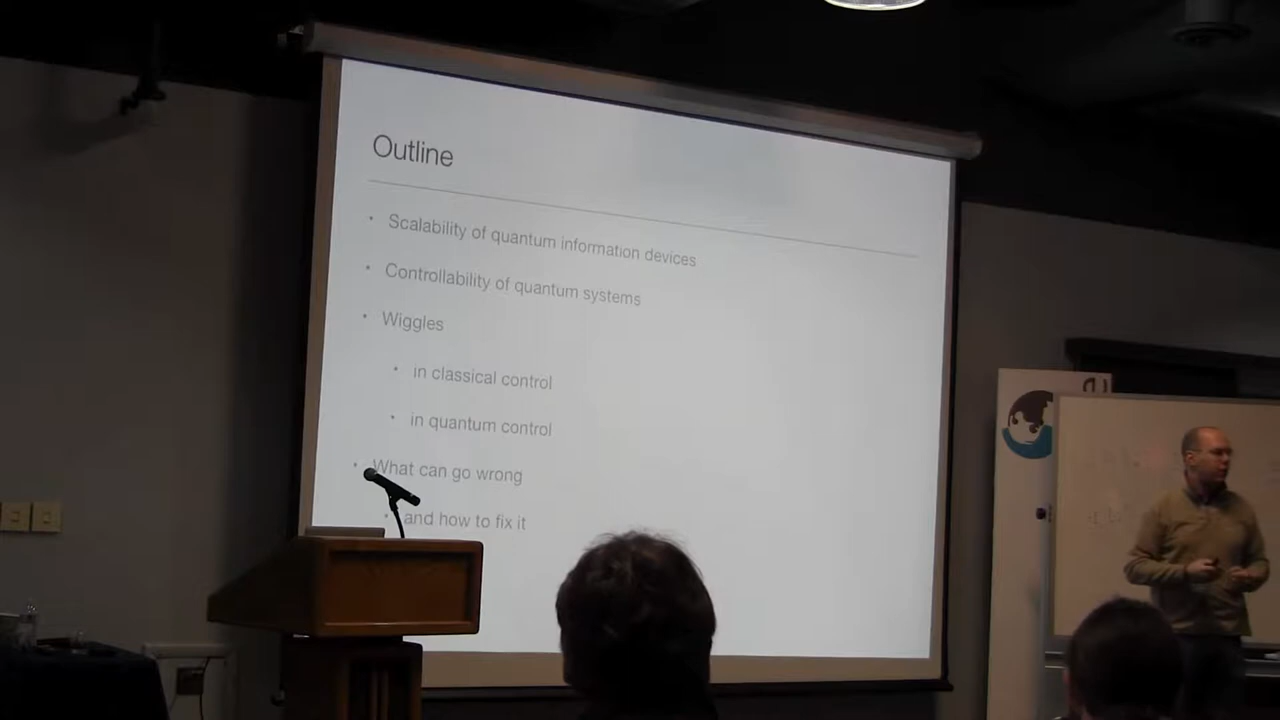 Outline
• Scalability of quantum information devices
• Controllability of quantum systems
• Wiggles
• in classical control
• in quantum control
• What can go wrong
• and how to fix it